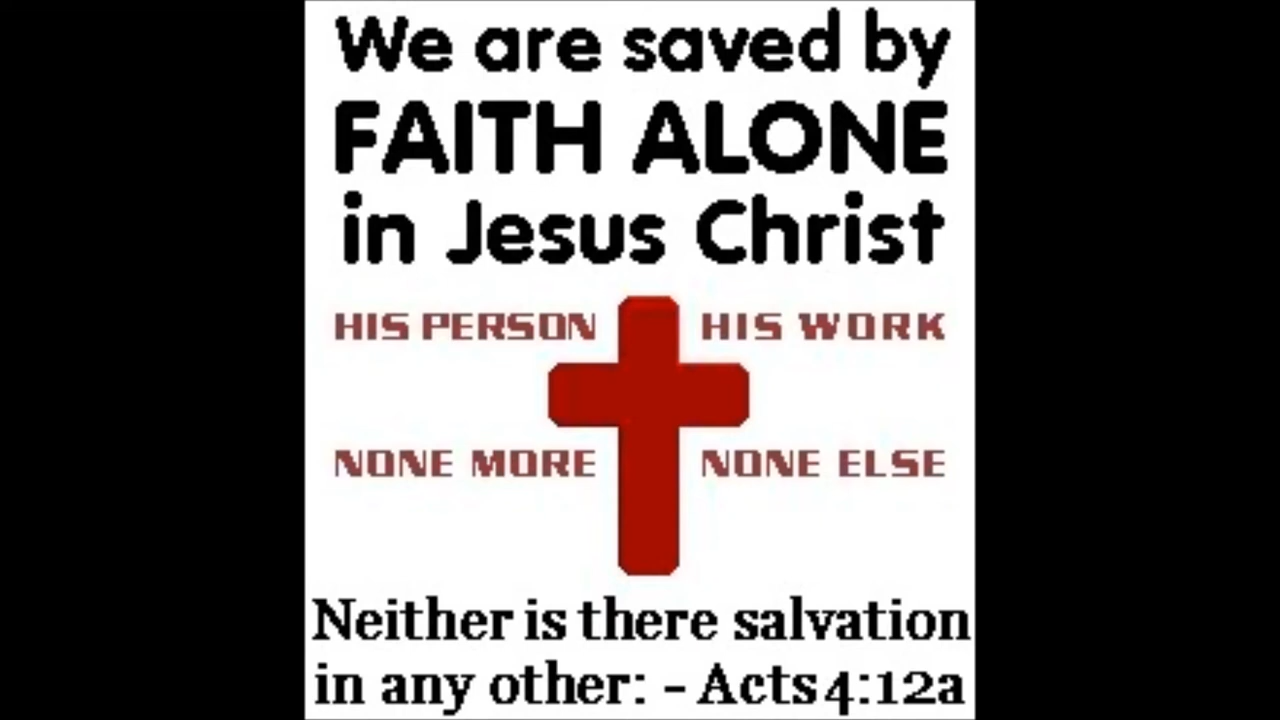 We are saved by
FAITH ALONE
in Jesus Christ
HIS PERSON HIS WORK
NONE MORE NONE ELSE
Neither is there salvation
in any other: - Acts 4:12a